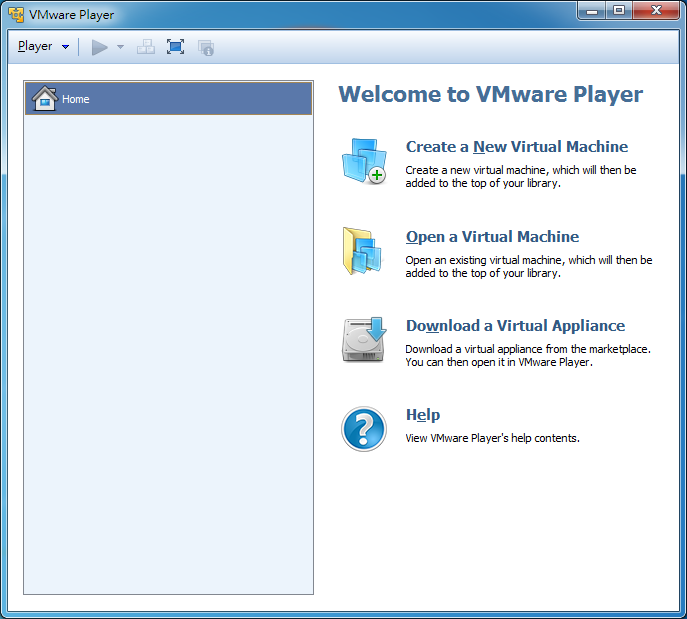 VMware Player
Player
Home
Welcome to VMware Player
Create a New Virtual Machine
Create a new virtual machine, which will then be
added to the top of your library.
Open a Virtual Machine
Open an existing virtual machine, which will then be
added to the top of your library.
Download a Virtual Appliance
Download a virtual appliance from the marketplace.
You can then open it in VMware Player.
Help
View VMware Player's help contents.